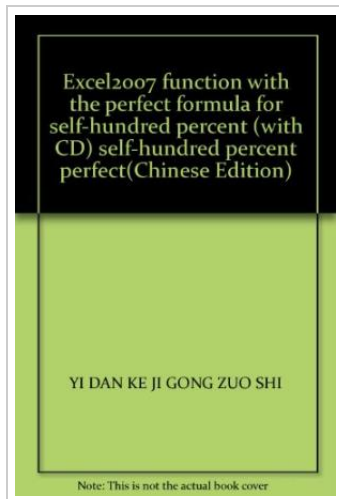 Excel2007 function with
the perfect formula for
self-hundred percent (with
CD) self-hundred percent
perfect(Chinese Edition)
YI DAN KE JI GONG ZUO SHI
Note: This is not the actual book cover